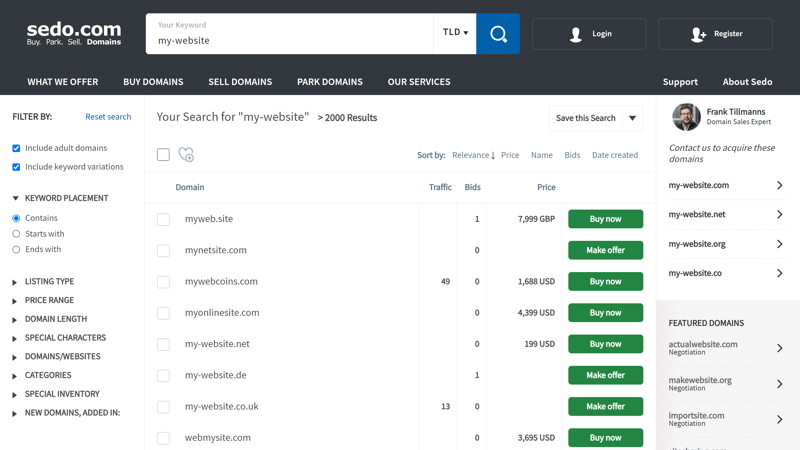 sedo.com
Buy. Park. Sell. Domains
Your Keyword
my-website
TLD
Login
Register
WHAT WE OFFER
BUY DOMAINS
SELL DOMAINS
PARK DOMAINS
OUR SERVICES
Support
About Sedo
FILTER BY:
Reset search
Include adult domains
Include keyword variations
KEYWORD PLACEMENT
Contains
Starts with
Ends with
LISTING TYPE
PRICE RANGE
DOMAIN LENGTH
SPECIAL CHARACTERS
DOMAINS/WEBSITES
CATEGORIES
SPECIAL INVENTORY
NEW DOMAINS, ADDED IN:
Your Search for "my-website" > 2000 Results
Save this Search
Sort by: Relevance Price Name Bids Date created
Domain Traffic Bids Price
myweb.site 1 7,999 GBP Buy now
mynetsite.com 0 Make offer
mywebcoins.com 49 0 1,688 USD Buy now
myonlinesite.com 0 4,399 USD Buy now
my-website.net 0 199 USD Buy now
my-website.de 1 Make offer
my-website.co.uk 13 0 Make offer
webmysite.com 0 3,695 USD Buy now
Frank Tillmanns
Domain Sales Expert
Contact us to acquire these
domains
my-website.com
my-website.net
my-website.org
my-website.co
FEATURED DOMAINS
actualwebsite.com
Negotiation
makewebsite.org
Negotiation
importsite.com
Negotiation